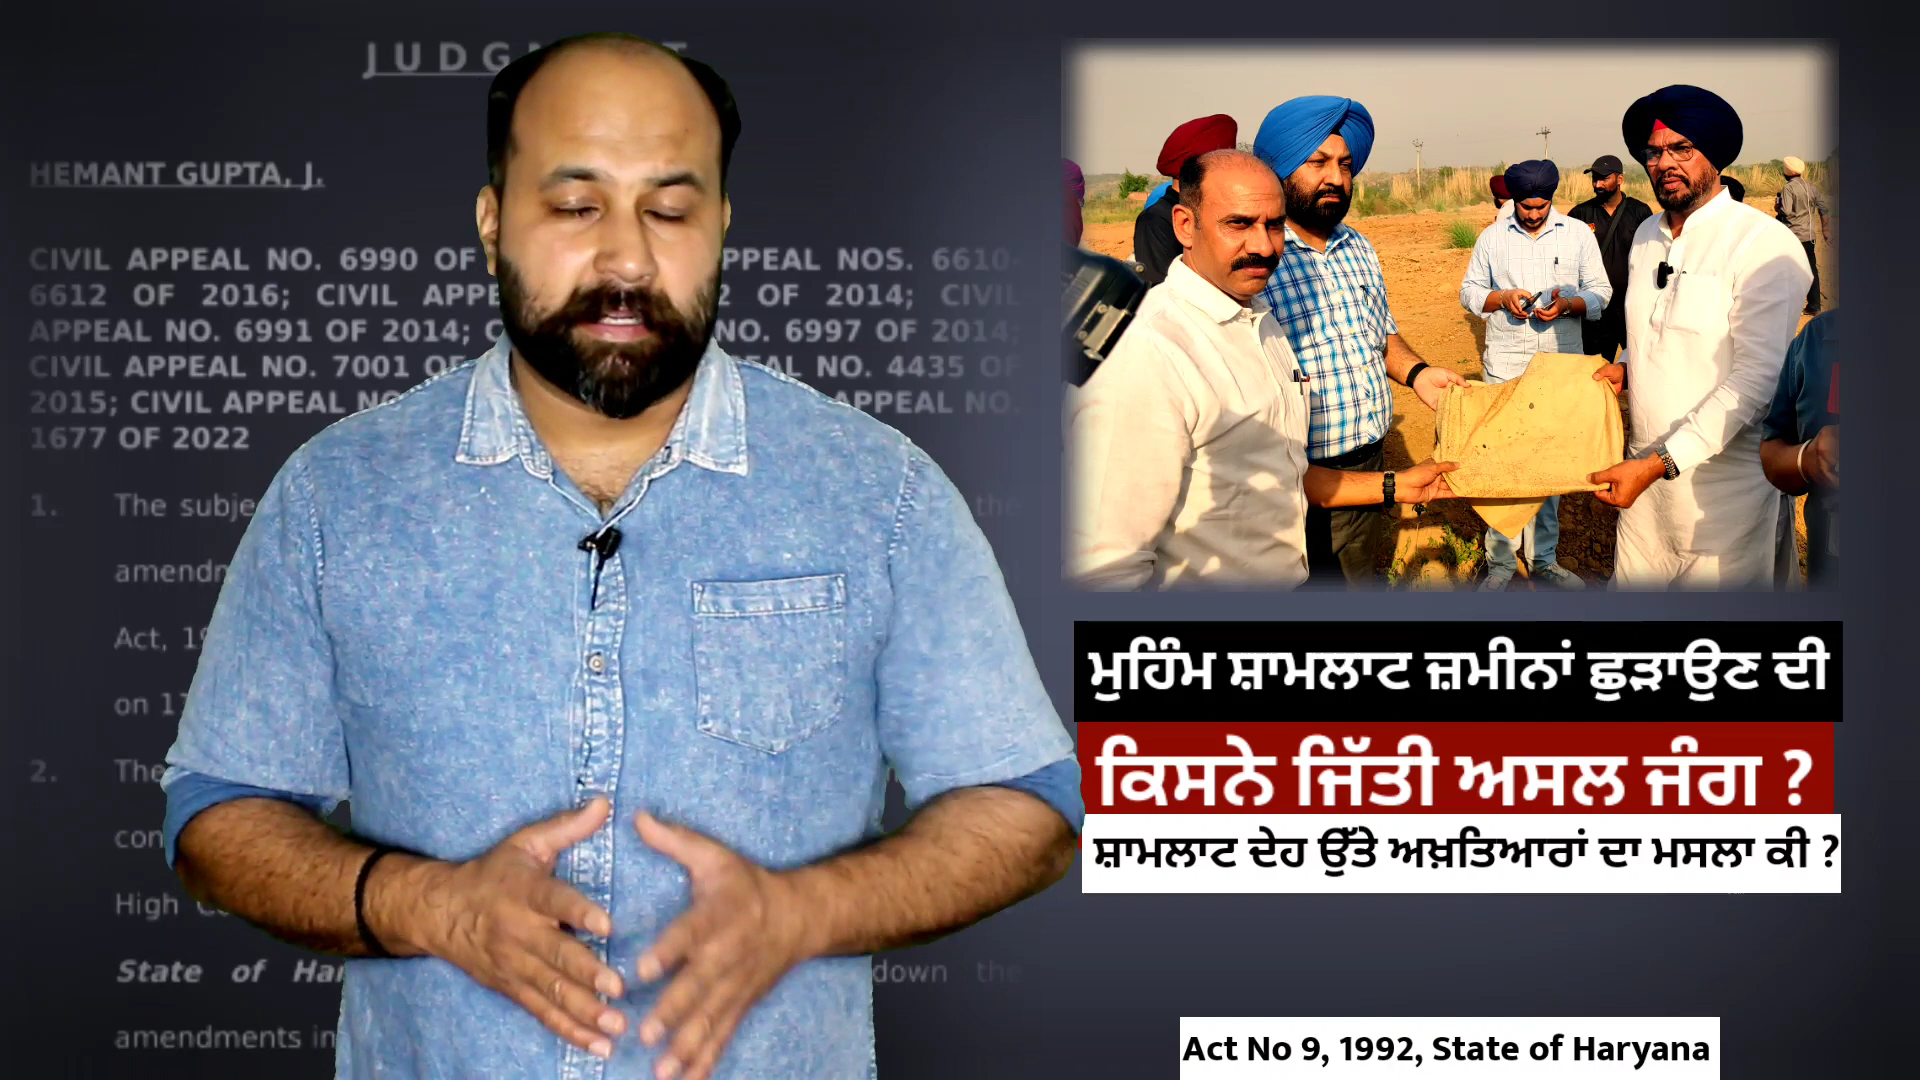 JUDG
HEMANT GUPTA, J.
CIVIL APPEAL NO. 6990 OF PPEAL NOS. 6610-
6612 OF 2016; CIVIL APPE 2 OF 2014; CIVIL
APPEAL NO. 6991 OF 2014; C NO. 6997 OF 2014;
CIVIL APPEAL NO. 7001 OF AL NO. 4435 OF
2015; CIVIL APPEAL NO APPEAL NO.
1677 OF 2022
1. The subje the
amendm
Act, 19
on 17
2. The
con
High Co
State of Har down the
amendments in
ਮੁਹਿੰਮ ਸ਼ਾਮਲਾਟ ਜ਼ਮੀਨਾਂ ਛੁੜਾਉਣ ਦੀ
ਕਿਸਨੇ ਜਿੱਤੀ ਅਸਲ ਜੰਗ ?
ਸ਼ਾਮਲਾਟ ਦੇਹ ਉੱਤੇ ਅਖ਼ਤਿਆਰਾਂ ਦਾ ਮਸਲਾ ਕੀ ?
Act No 9, 1992, State of Haryana